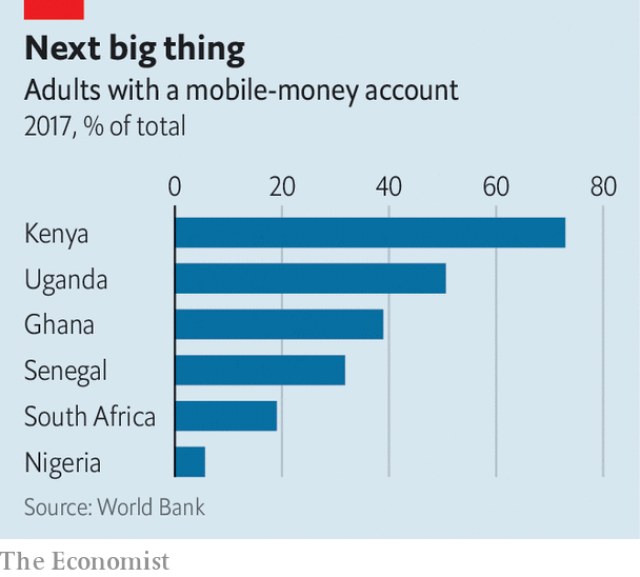 Next big thing
Adults with a mobile-money account
2017, % of total
0 20 40 60 80
Kenya
Uganda
Ghana
Senegal
South Africa
Nigeria
Source: World Bank
The Economist